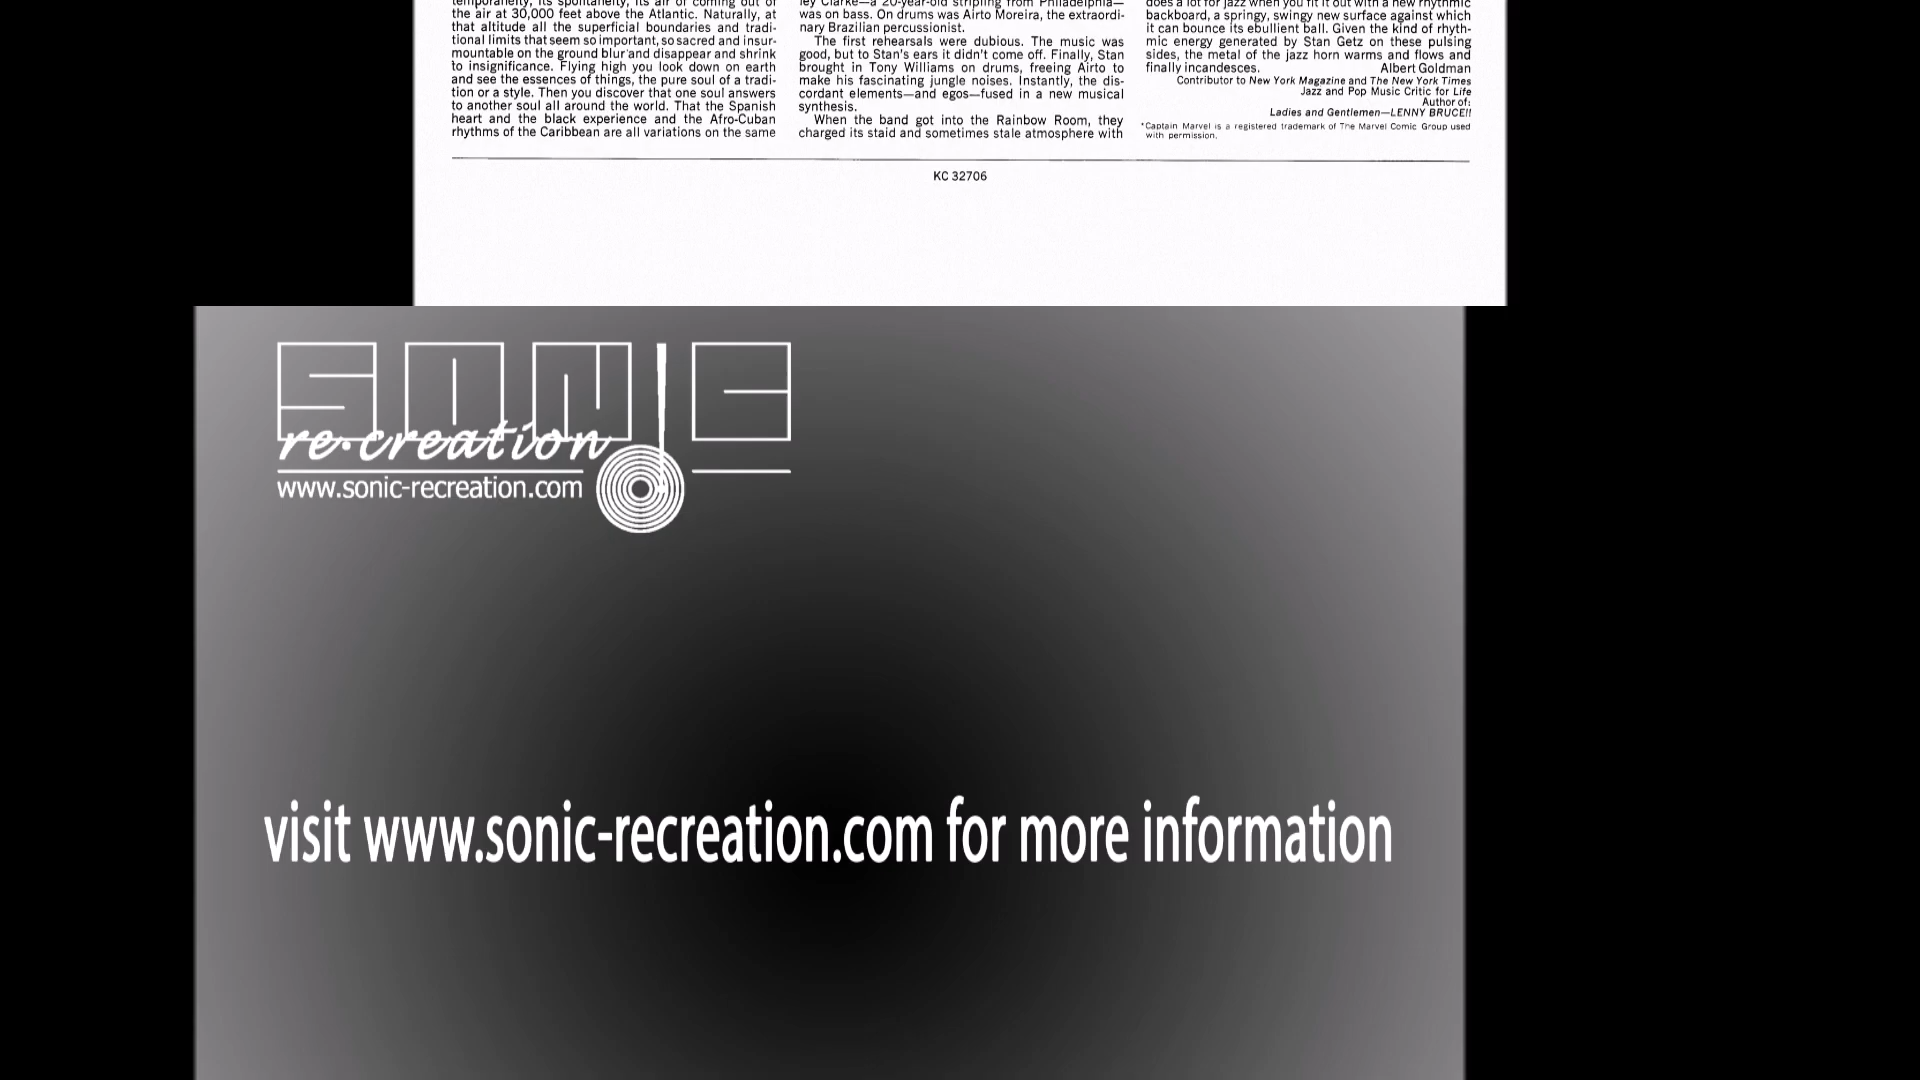 temporaneity, its spontaneity, its air of coming out of
the air at 30,000 feet above the Atlantic. Naturally, at
that altitude all the superficial boundaries and tradi-
tional limits that seem so important, so sacred and insur-
mountable on the ground blur and disappear and shrink
to insignificance. Flying high you look down on earth
and see the essences of things, the pure soul of a tradi-
tion or a style. Then you discover that one soul answers
to another soul all around the world. That the Spanish
heart and the black experience and the Afro-Cuban
rhythms of the Caribbean are all variations on the same
ley Clarke—a 20-year-old stripling from Philadelphia—
was on bass. On drums was Airto Moreira, the extraordi-
nary Brazilian percussionist.
The first rehearsals were dubious. The music was
good, but to Stan's ears it didn't come off. Finally, Stan
brought in Tony Williams on drums, freeing Airto to
make his fascinating jungle noises. Instantly, the dis-
cordant elements—and egos—fused in a new musical
synthesis.
When the band got into the Rainbow Room, they
charged its staid and sometimes stale atmosphere with
does a lot for jazz when you fit it out with a new rhythmic
backboard, a springy, swingy new surface against which
it can bounce its ebullient ball. Given the kind of rhyth-
mic energy generated by Stan Getz on these pulsing
sides, the metal of the jazz horn warms and flows and
finally incandesces. Albert Goldman
Contributor to New York Magazine and The New York Times
Jazz and Pop Music Critic for Life
Author of:
Ladies and Gentlemen—LENNY BRUCE!!
*Captain Marvel is a registered trademark of The Marvel Comic Group used
with permission.
KC 32706
SONIC
re·creation
www.sonic-recreation.com
visit www.sonic-recreation.com for more information